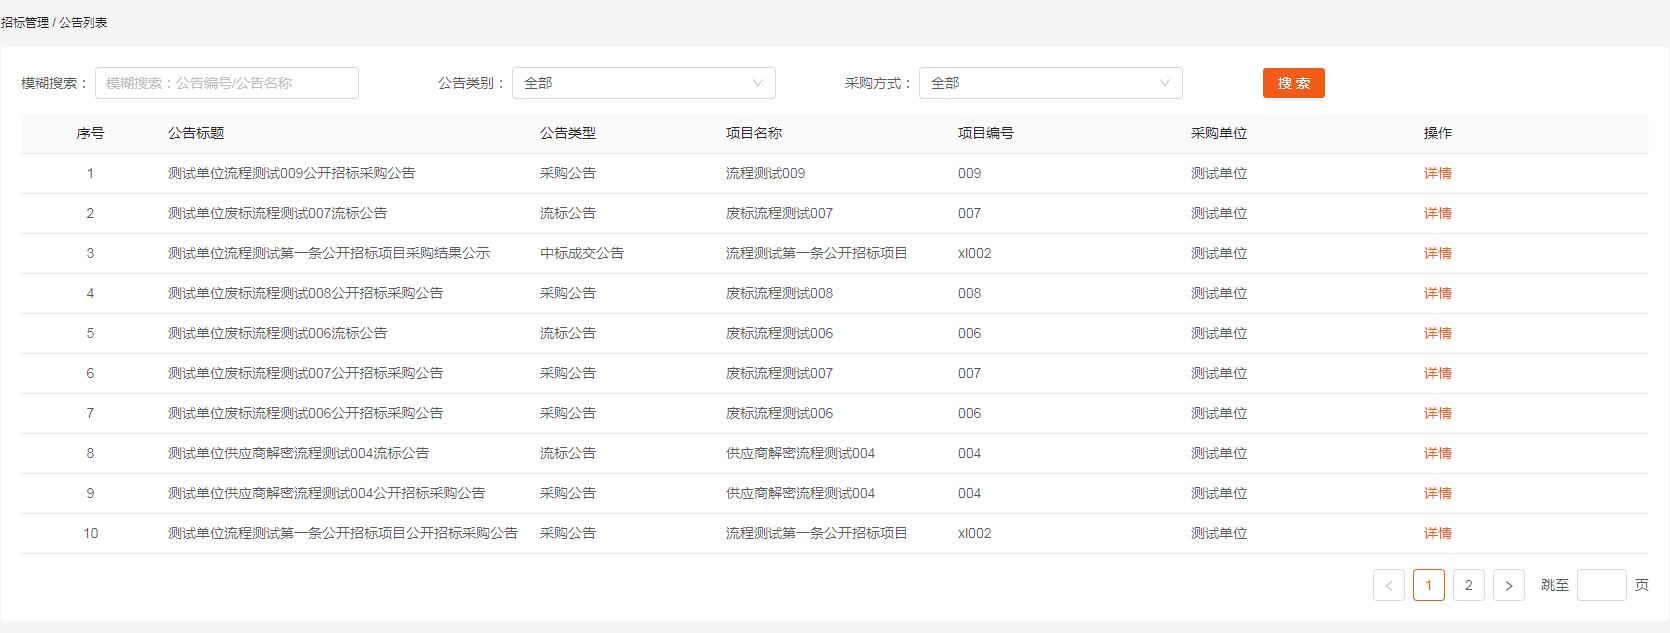 招标管理 / 公告列表
模糊搜索： 模糊搜索：公告编号/公告名称 公告类别： 全部 采购方式： 全部 搜 索
序号 公告标题 公告类型 项目名称 项目编号 采购单位 操作
1 测试单位流程测试009公开招标采购公告 采购公告 流程测试009 009 测试单位 详情
2 测试单位废标流程测试007流标公告 流标公告 废标流程测试007 007 测试单位 详情
3 测试单位流程测试第一条公开招标项目采购结果公示 中标成交公告 流程测试第一条公开招标项目 xl002 测试单位 详情
4 测试单位废标流程测试008公开招标采购公告 采购公告 废标流程测试008 008 测试单位 详情
5 测试单位废标流程测试006流标公告 流标公告 废标流程测试006 006 测试单位 详情
6 测试单位废标流程测试007公开招标采购公告 采购公告 废标流程测试007 007 测试单位 详情
7 测试单位废标流程测试006公开招标采购公告 采购公告 废标流程测试006 006 测试单位 详情
8 测试单位供应商解密流程测试004流标公告 流标公告 供应商解密流程测试004 004 测试单位 详情
9 测试单位供应商解密流程测试004公开招标采购公告 采购公告 供应商解密流程测试004 004 测试单位 详情
10 测试单位流程测试第一条公开招标项目公开招标采购公告 采购公告 流程测试第一条公开招标项目 xl002 测试单位 详情
< 1 2 > 跳至 页